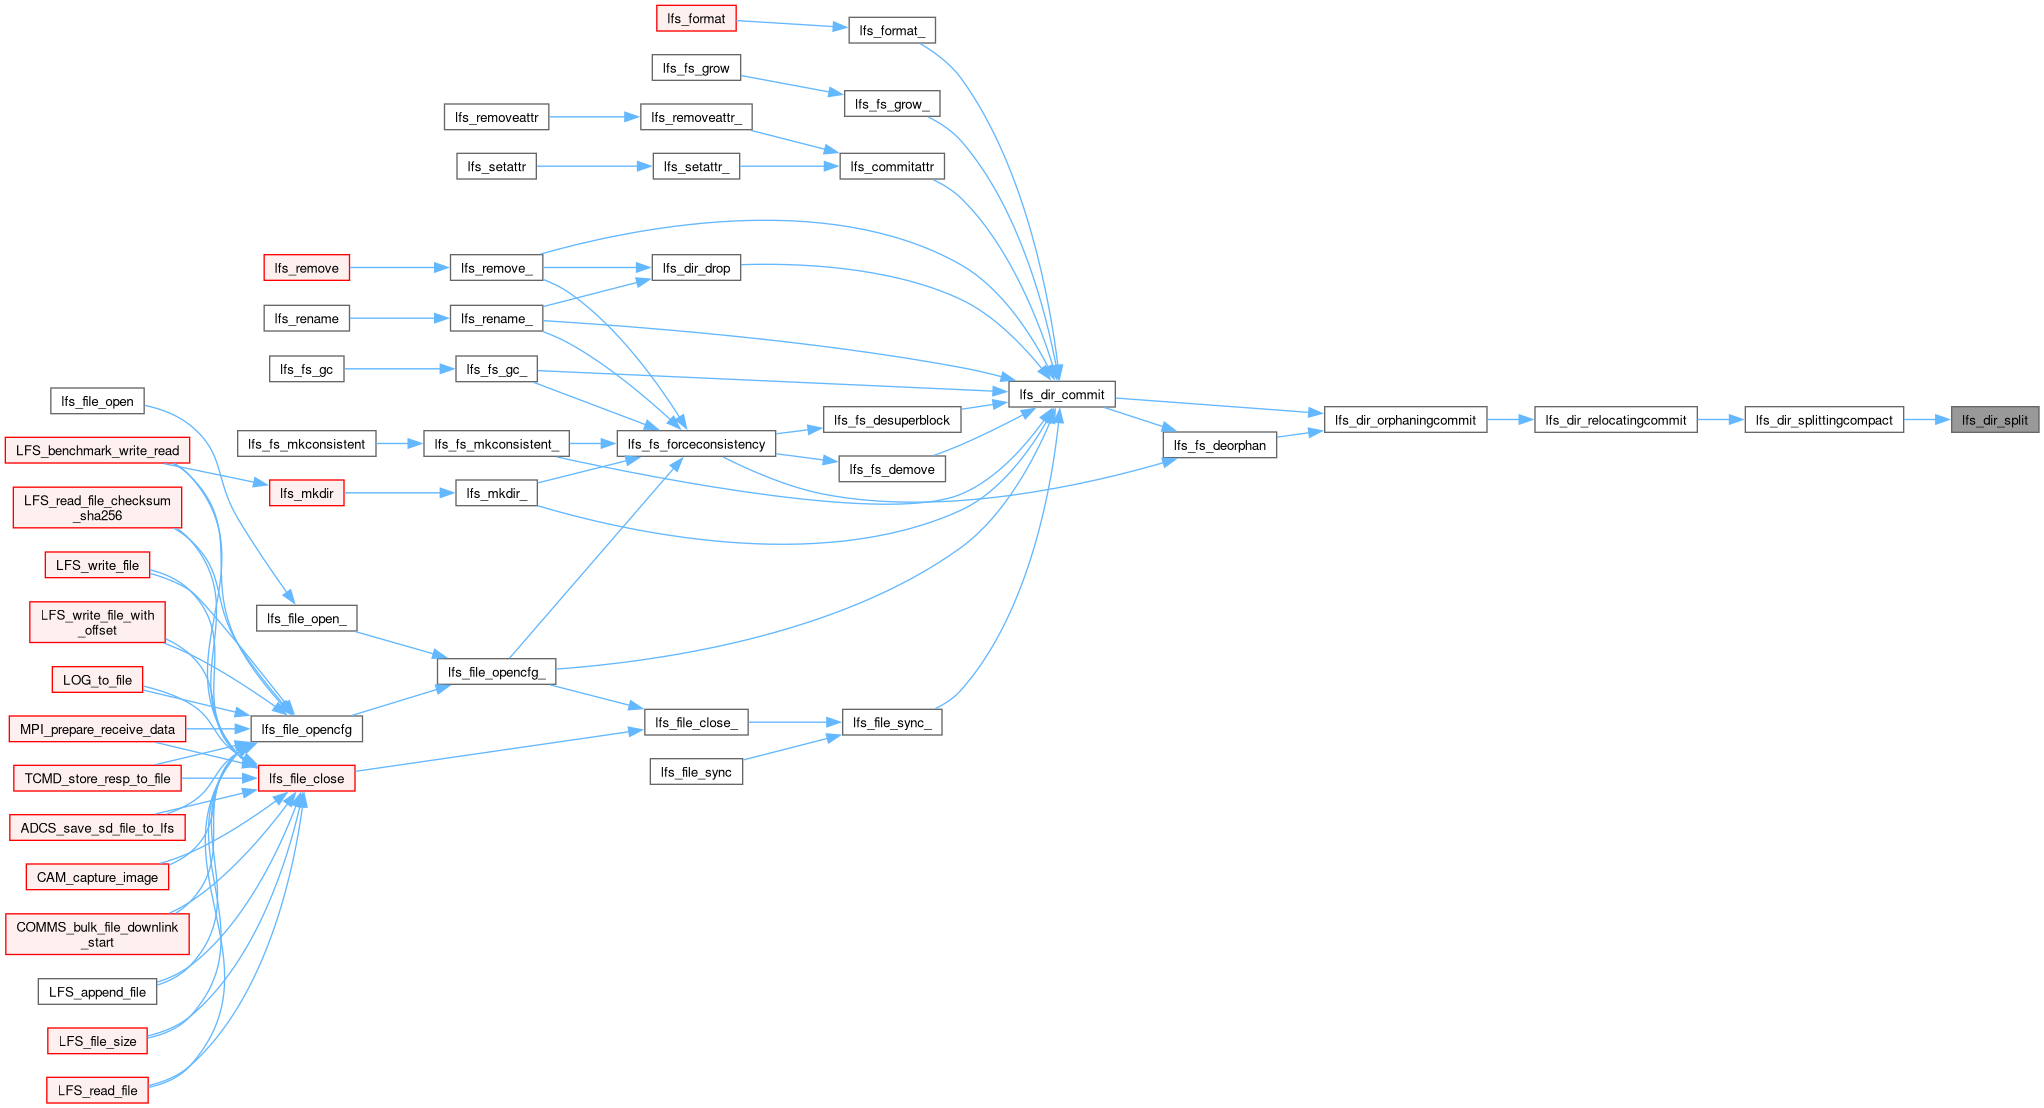 lfs_format
lfs_format_
lfs_fs_grow
lfs_fs_grow_
lfs_removeattr
lfs_removeattr_
lfs_setattr
lfs_setattr_
lfs_commitattr
lfs_remove
lfs_remove_
lfs_dir_drop
lfs_rename
lfs_rename_
lfs_fs_gc
lfs_fs_gc_
lfs_dir_commit
lfs_file_open
lfs_fs_desuperblock
lfs_dir_orphaningcommit
lfs_dir_relocatingcommit
lfs_dir_splittingcompact
lfs_dir_split
LFS_benchmark_write_read
lfs_fs_mkconsistent
lfs_fs_mkconsistent_
lfs_fs_forceconsistency
lfs_fs_deorphan
lfs_fs_demove
lfs_mkdir
lfs_mkdir_
LFS_read_file_checksum
_sha256
LFS_write_file
LFS_write_file_with
_offset
lfs_file_open_
LOG_to_file
lfs_file_opencfg_
MPI_prepare_receive_data
lfs_file_opencfg
lfs_file_close_
lfs_file_sync_
TCMD_store_resp_to_file
lfs_file_close
lfs_file_sync
ADCS_save_sd_file_to_lfs
CAM_capture_image
COMMS_bulk_file_downlink
_start
LFS_append_file
LFS_file_size
LFS_read_file